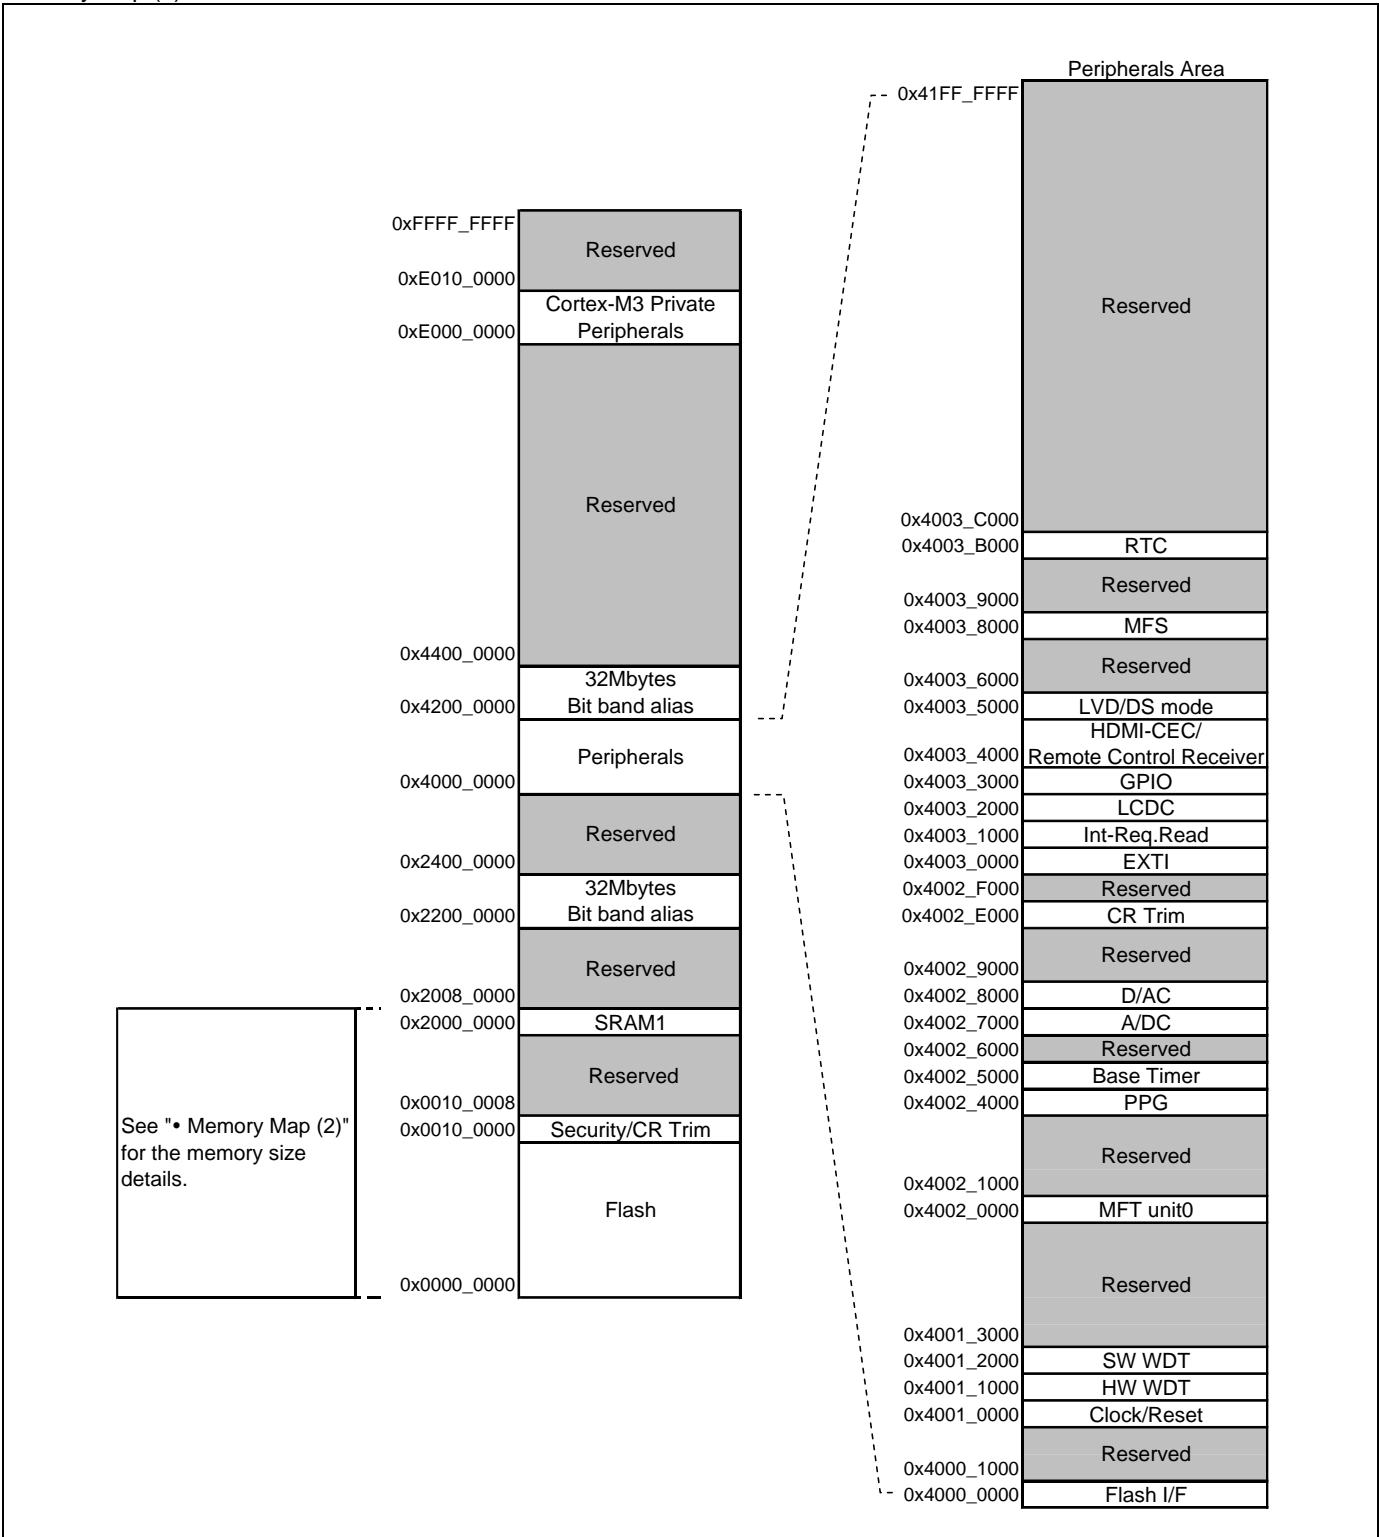 Peripherals Area
0x41FF_FFFF
Reserved
0x4003_C000
0x4003_B000 RTC
Reserved
0x4003_9000
0x4003_8000 MFS
Reserved
0x4003_6000
0x4003_5000 LVD/DS mode
HDMI-CEC/
0x4003_4000 Remote Control Receiver
0x4003_3000 GPIO
0x4003_2000 LCDC
0x4003_1000 Int-Req.Read
0x4003_0000 EXTI
0x4002_F000 Reserved
0x4002_E000 CR Trim
Reserved
0x4002_9000
0x4002_8000 D/AC
0x4002_7000 A/DC
0x4002_6000 Reserved
0x4002_5000 Base Timer
0x4002_4000 PPG
Reserved
0x4002_1000
0x4002_0000 MFT unit0
Reserved
0x4001_3000
0x4001_2000 SW WDT
0x4001_1000 HW WDT
0x4001_0000 Clock/Reset
Reserved
0x4000_1000
0x4000_0000 Flash I/F
0xFFFF_FFFF
Reserved
0xE010_0000
Cortex-M3 Private
0xE000_0000 Peripherals
Reserved
0x4400_0000
32Mbytes
0x4200_0000 Bit band alias
Peripherals
0x4000_0000
Reserved
0x2400_0000
32Mbytes
0x2200_0000 Bit band alias
Reserved
0x2008_0000
0x2000_0000 SRAM1
Reserved
0x0010_0008
0x0010_0000 Security/CR Trim
Flash
0x0000_0000
See "• Memory Map (2)"
for the memory size
details.